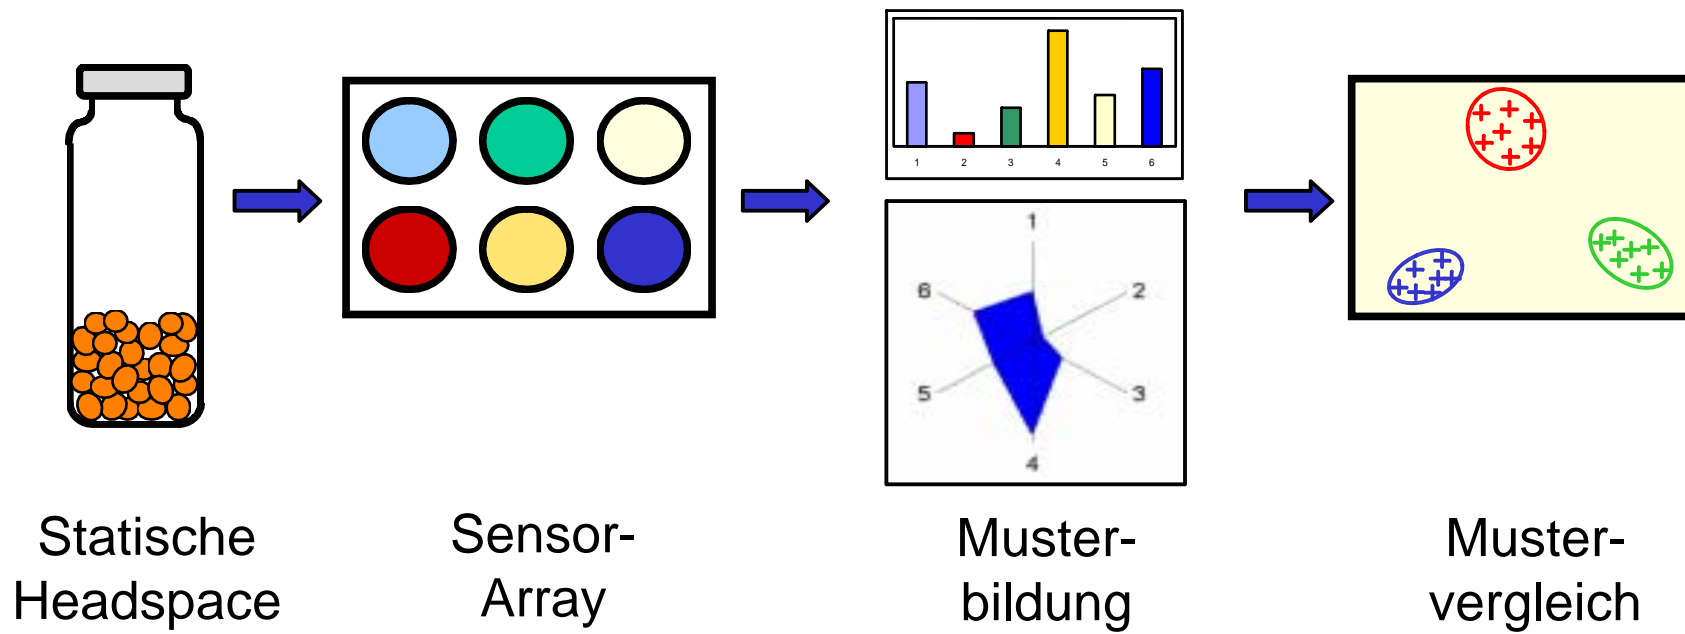 1 2 3 4 5 6
1
6 2
5 3
4
Statische
Headspace
Sensor-
Array
Muster-
bildung
Muster-
vergleich